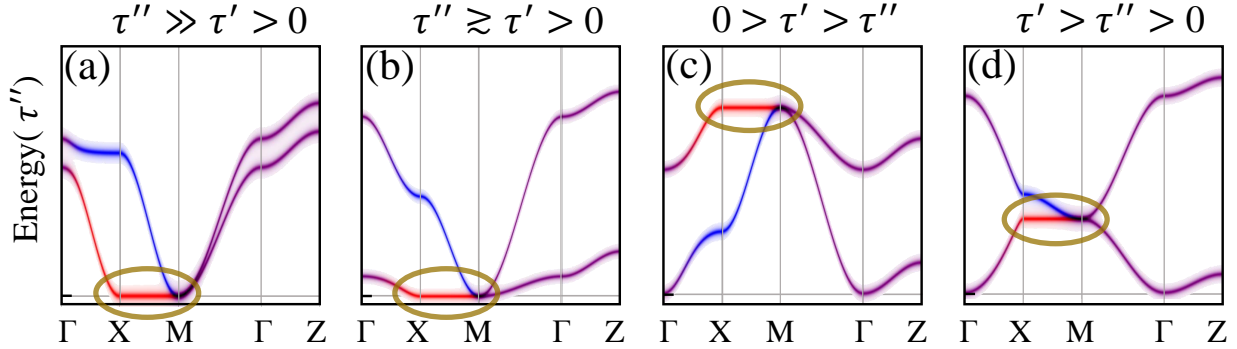 τ″ ≫ τ′ > 0 τ″ ≳ τ′ > 0 0 > τ′ > τ″ τ′ > τ″ > 0
(a) (b) (c) (d)
Energy( τ″)
Γ X M Γ Z Γ X M Γ Z Γ X M Γ Z Γ X M Γ Z